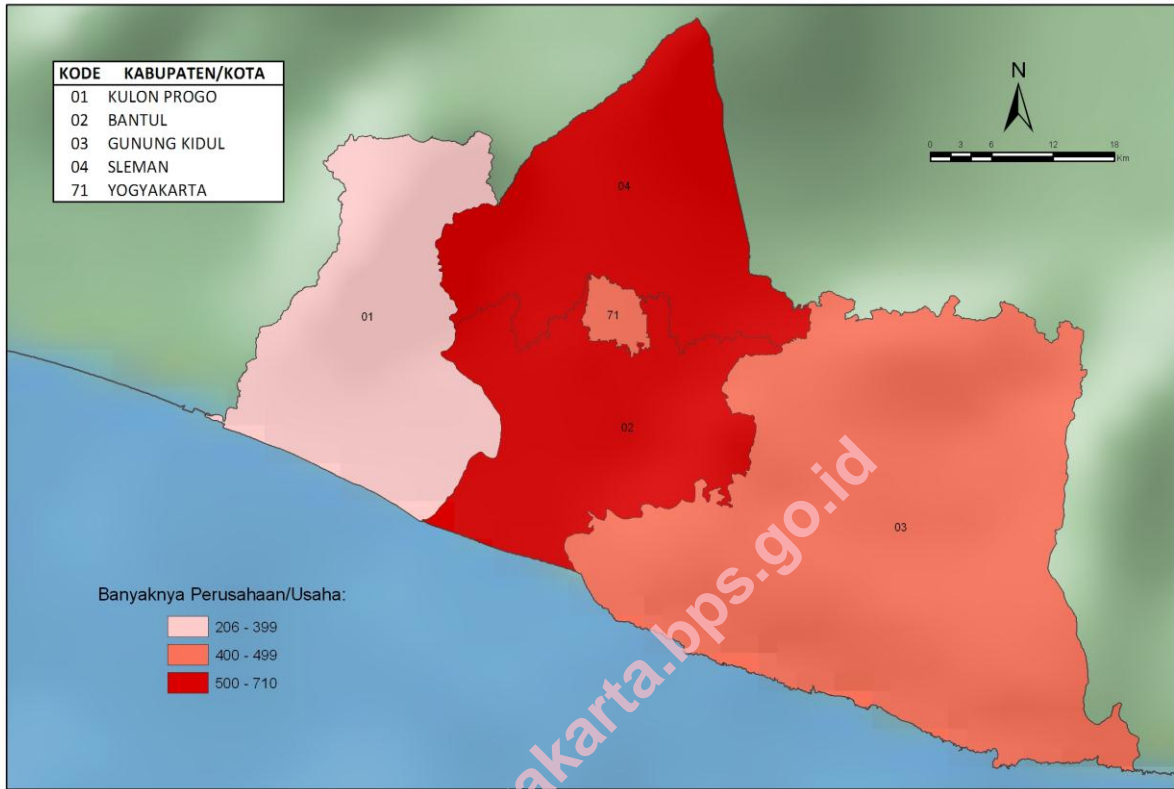 KODE KABUPATEN/KOTA
01 KULON PROGO
02 BANTUL
03 GUNUNG KIDUL
04 SLEMAN
71 YOGYAKARTA
N
0 3 6 12 18
Km
04
01
71
02
03
Banyaknya Perusahaan/Usaha:
206 - 399
400 - 499
500 - 710
akarta.bps.go.id